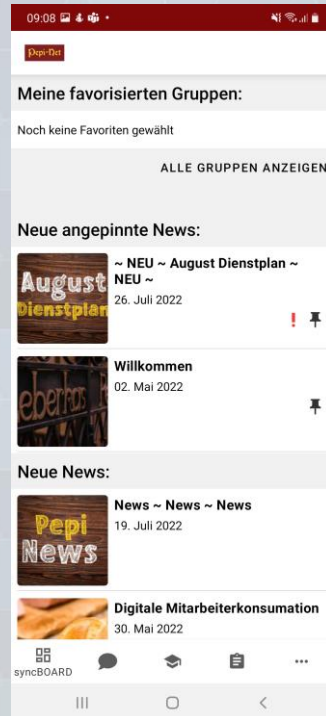 09:08
Pepi-Net
Meine favorisierten Gruppen:
Noch keine Favoriten gewählt
ALLE GRUPPEN ANZEIGEN
Neue angepinnte News:
August
Dienstplan
~ NEU ~ August Dienstplan ~
NEU ~
26. Juli 2022
Willkommen
02. Mai 2022
Neue News:
Pepi
News
News ~ News ~ News
19. Juli 2022
Digitale Mitarbeiterkonsumation
30. Mai 2022
syncBOARD